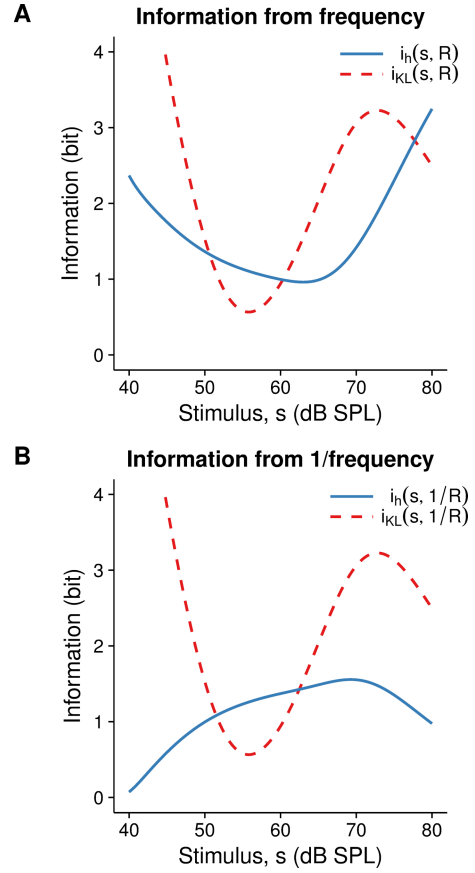 A
Information from frequency
iₕ(s, R)
i_KL(s, R)
4
3
2
1
0
Information (bit)
40 50 60 70 80
Stimulus, s (dB SPL)
B
Information from 1/frequency
iₕ(s, 1/R)
i_KL(s, 1/R)
4
3
2
1
0
Information (bit)
40 50 60 70 80
Stimulus, s (dB SPL)